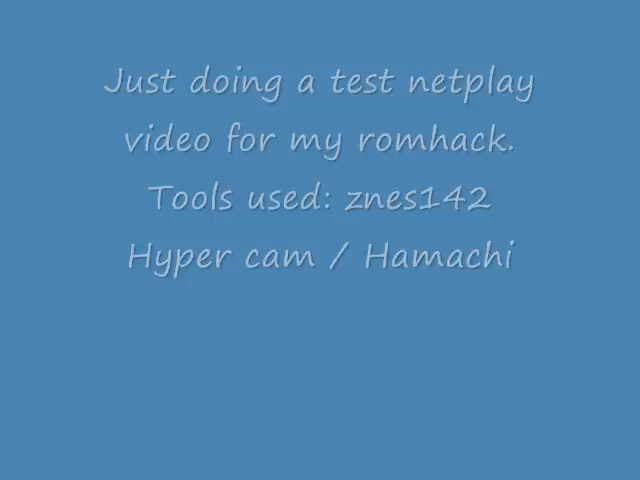 Just doing a test netplay
video for my romhack.
Tools used: znes142
Hyper cam / Hamachi